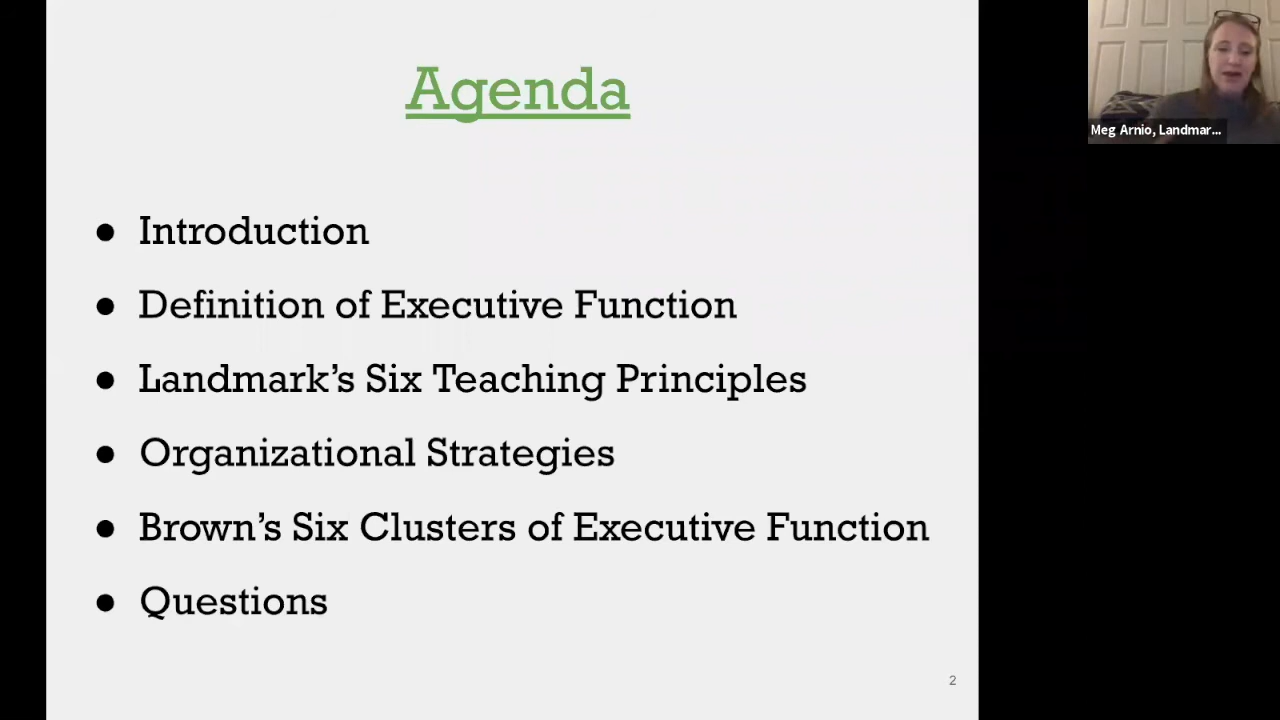 Agenda
● Introduction
● Definition of Executive Function
● Landmark’s Six Teaching Principles
● Organizational Strategies
● Brown’s Six Clusters of Executive Function
● Questions
2
Meg Arnio, Landmar...